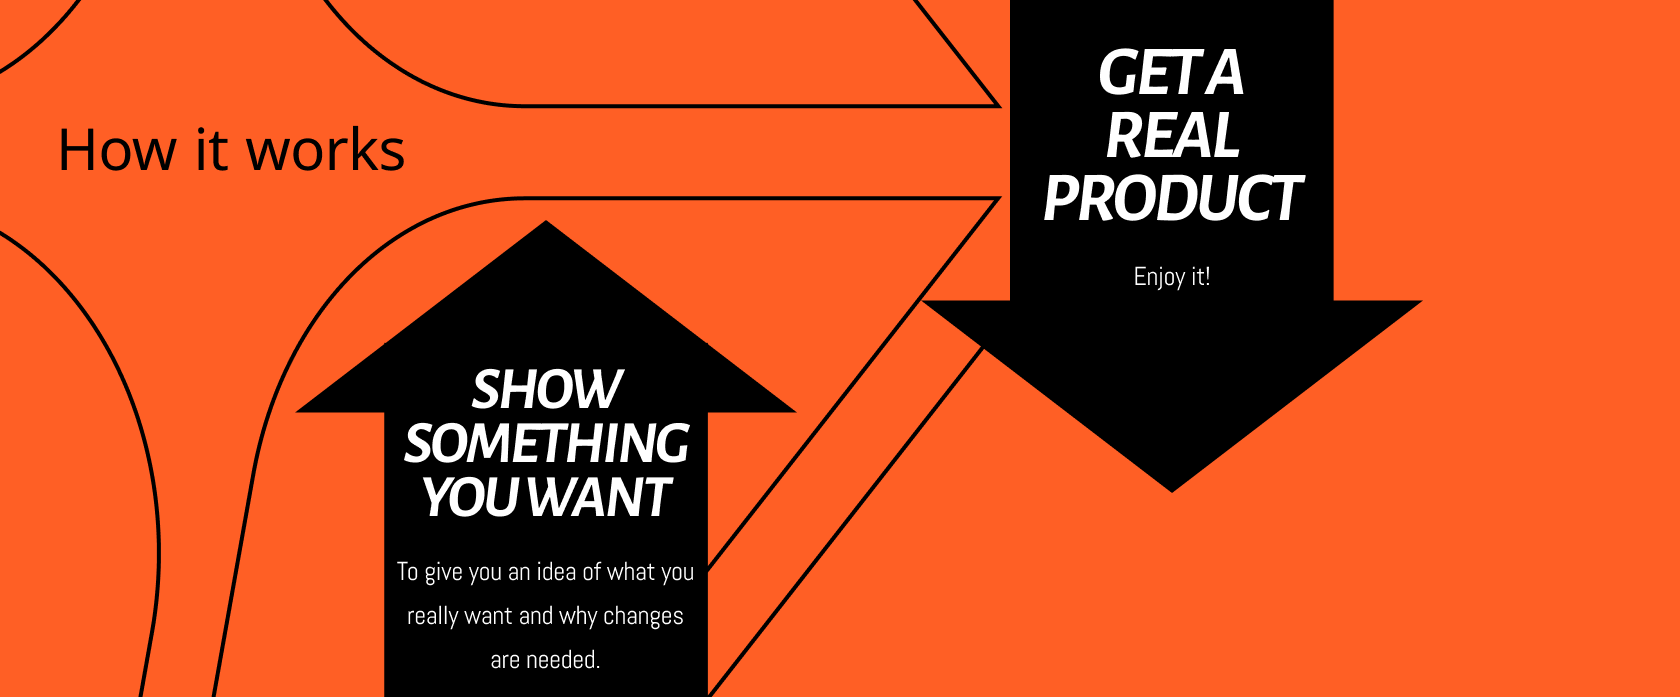 How it works
SHOW
SOMETHING
YOU WANT
To give you an idea of what you
really want and why changes
are needed.
GET A
REAL
PRODUCT
Enjoy it!